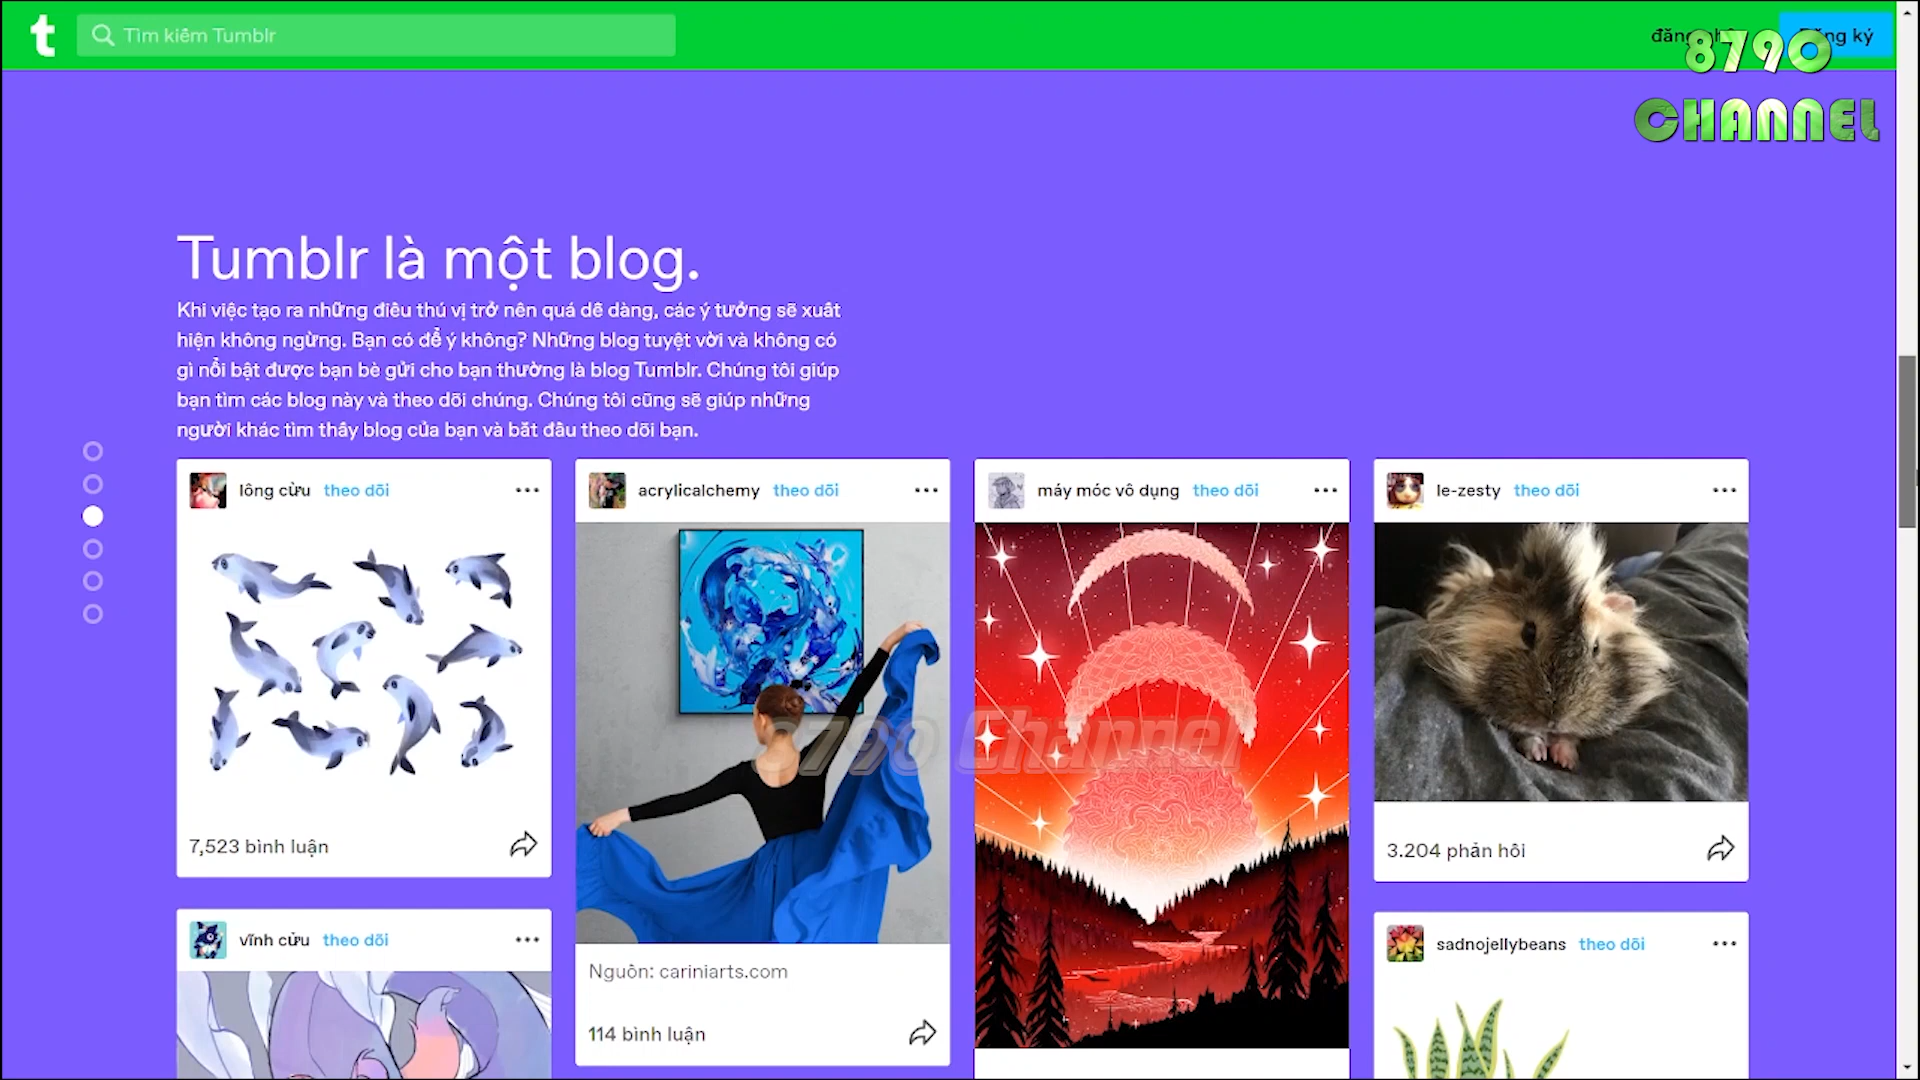 t
Tìm kiếm Tumblr
Đăng ký
8790
CHANNEL
Tumblr là một blog.
Khi việc tạo ra những điều thú vị trở nên quá dễ dàng, các ý tưởng sẽ xuất
hiện không ngừng. Bạn có để ý không? Những blog tuyệt vời và không có
gì nổi bật được bạn bè gửi cho bạn thường là blog Tumblr. Chúng tôi giúp
bạn tìm các blog này và theo dõi chúng. Chúng tôi cũng sẽ giúp những
người khác tìm thấy blog của bạn và bắt đầu theo dõi bạn.
lông cừu theo dõi
acrylicalchemy theo dõi
máy móc vô dụng theo dõi
le-zesty theo dõi
8790 Channel
7,523 bình luận
3.204 phản hồi
vĩnh cửu theo dõi
sadnojellybeans theo dõi
Nguồn: cariniarts.com
114 bình luận